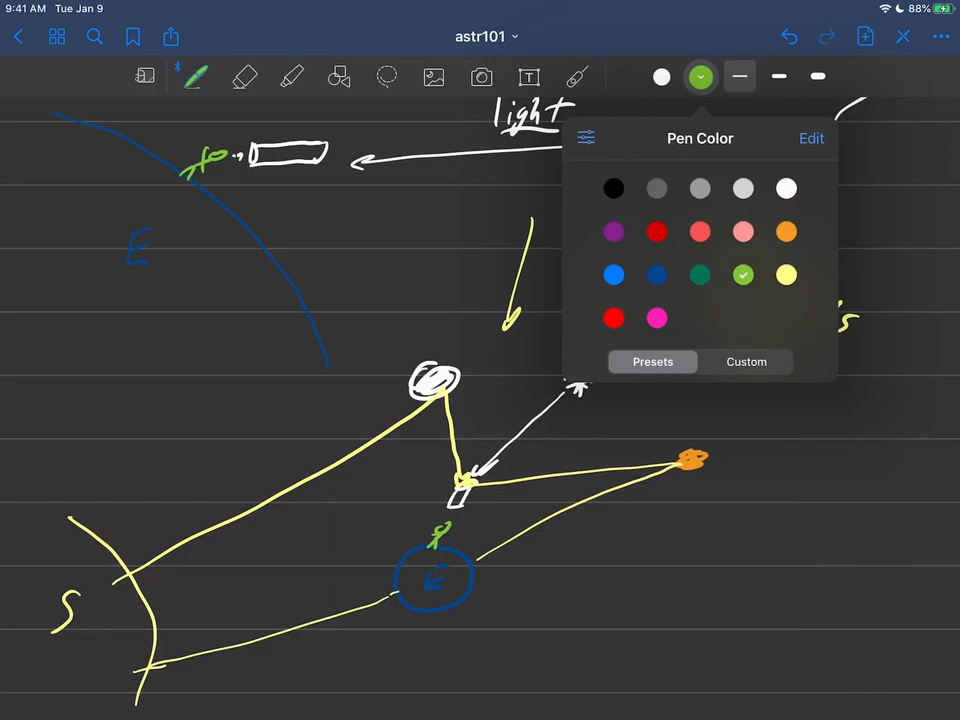 9:41 AM Tue Jan 9 88%
astr101
T
light
Pen Color Edit
E
s
Presets Custom
E
S